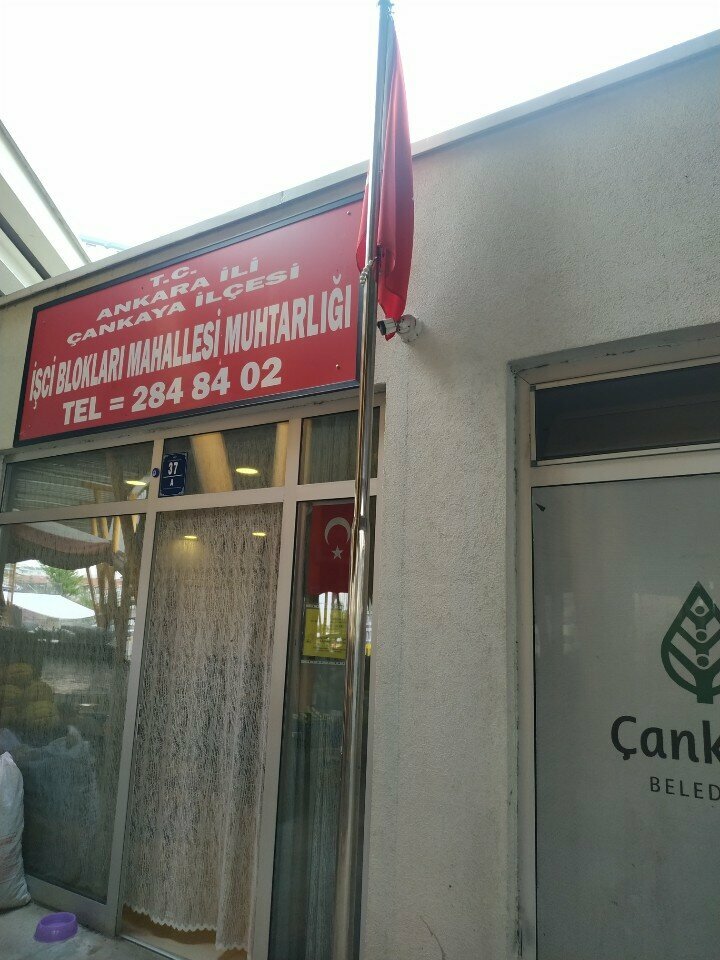 T.C.
ANKARA İLİ
ÇANKAYA İLÇESİ
İŞCİ BLOKLARI MAHALLESİ MUHTARLIĞI
TEL = 284 84 02
37
A
Çank
BELED